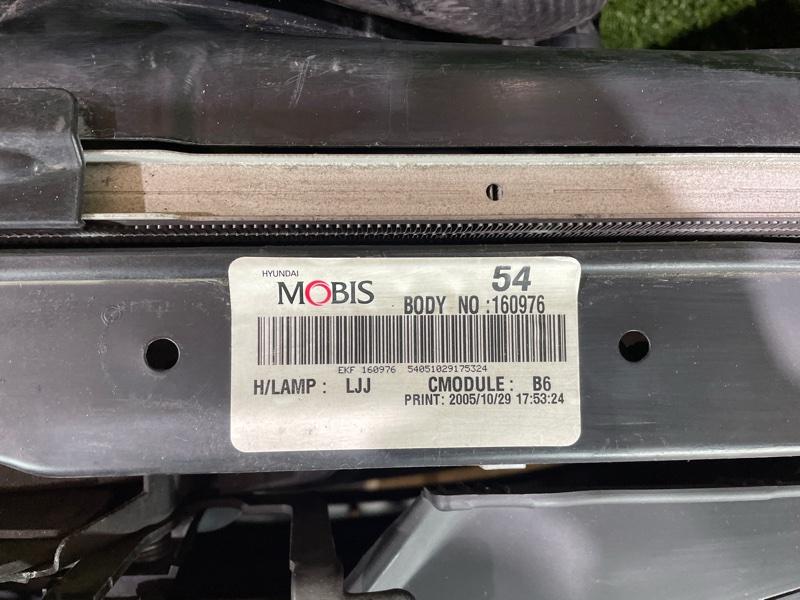 HYUNDAI
MOBIS
54
BODY NO :160976
EKF 160976 54051029175324
H/LAMP : LJJ CMODULE : B6
PRINT: 2005/10/29 17:53:24